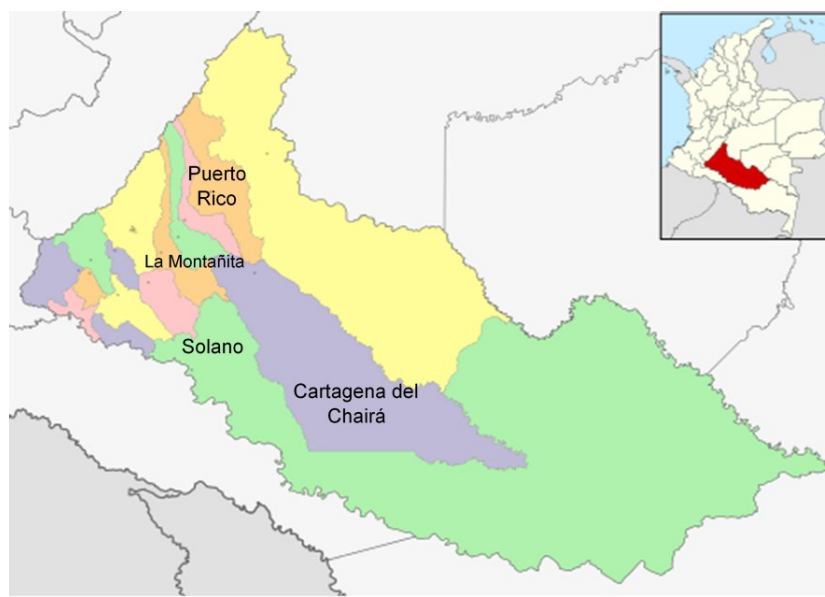 Puerto
Rico
La Montañita
Solano
Cartagena del
Chairá